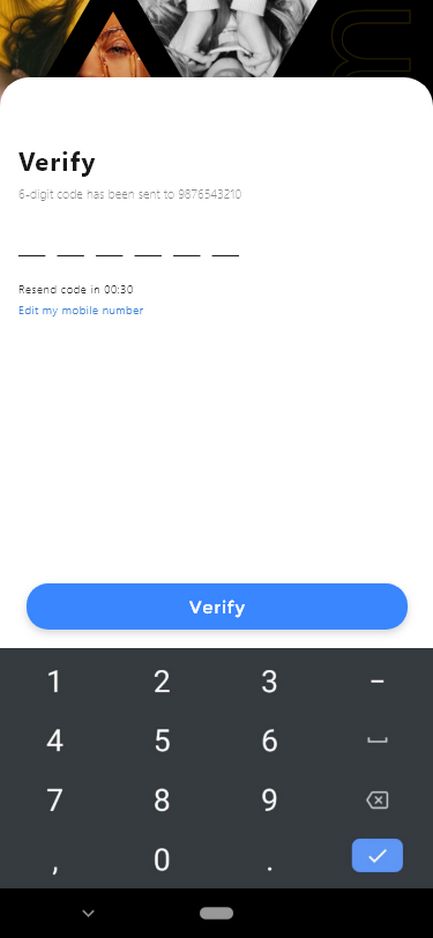 Verify
6-digit code has been sent to 9876543210
Resend code in 00:30
Edit my mobile number
Verify
1 2 3 -
4 5 6
7 8 9
, 0 .